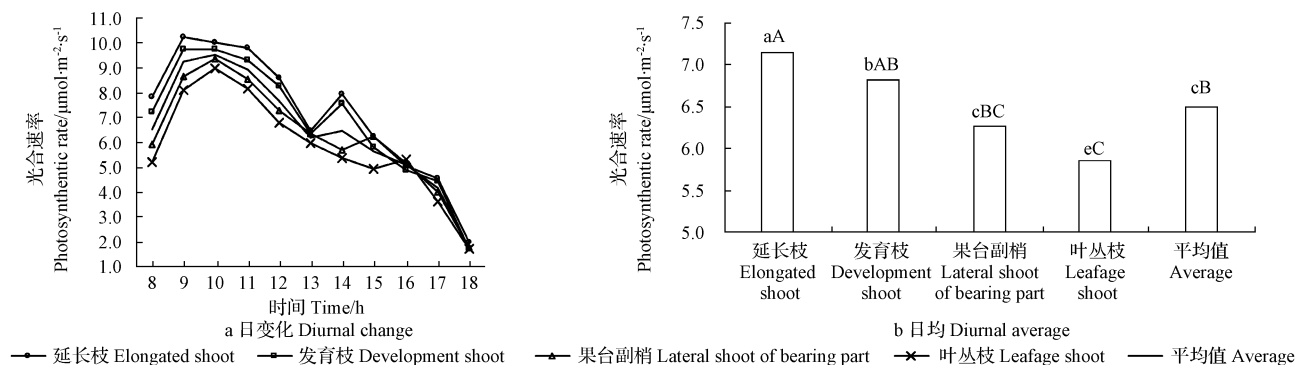 光合速率
Photosynthentic rate/μmol·m⁻²·s⁻¹
11.0
10.0
9.0
8.0
7.0
6.0
5.0
4.0
3.0
2.0
1.0
8 9 10 11 12 13 14 15 16 17 18
时间 Time/h
a 日变化 Diurnal change
光合速率
Photosynthentic rate/μmol·m⁻²·s⁻¹
7.5
7.0
6.5
6.0
5.5
5.0
aA
bAB
cBC
eC
cB
延长枝
Elongated
shoot
发育枝
Development
shoot
果台副梢
Lateral shoot
of bearing part
叶丛枝
Leafage
shoot
平均值
Average
b 日均 Diurnal average
延长枝 Elongated shoot 发育枝 Development shoot 果台副梢 Lateral shoot of bearing part 叶丛枝 Leafage shoot 平均值 Average